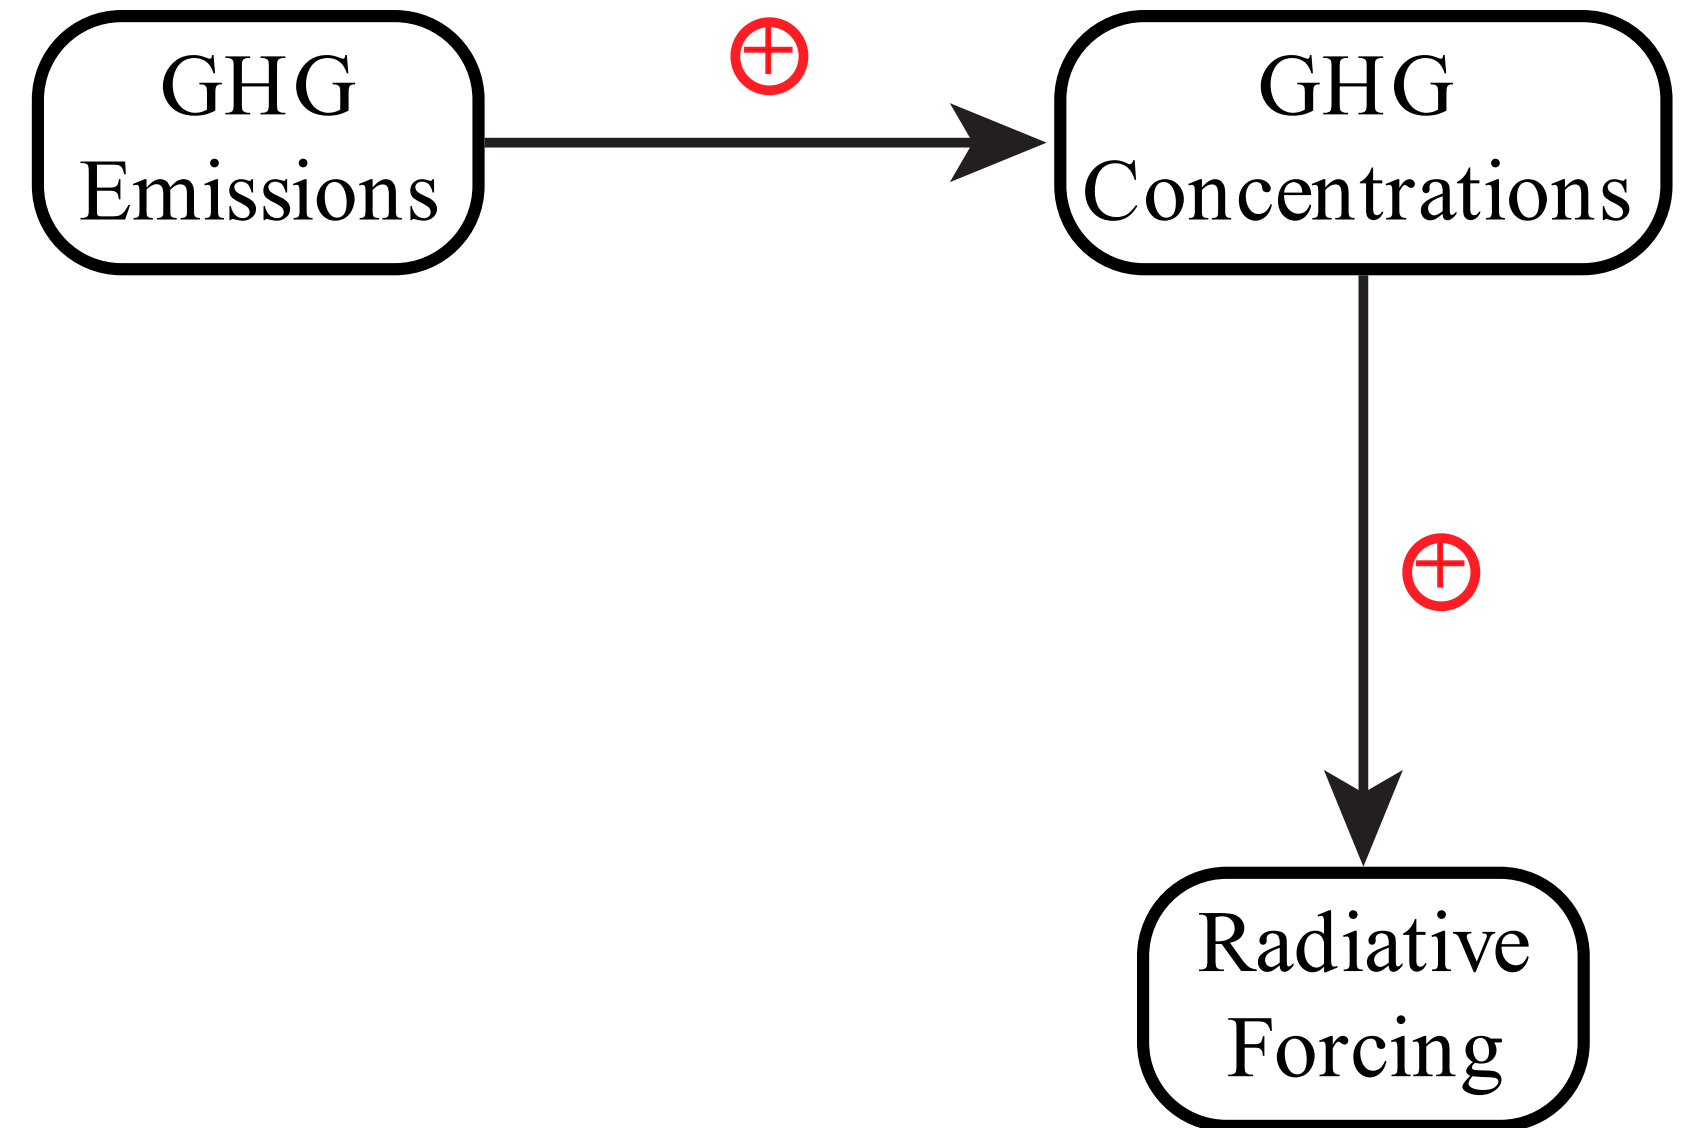 GHG
Emissions
+
GHG
Concentrations
+
Radiative
Forcing